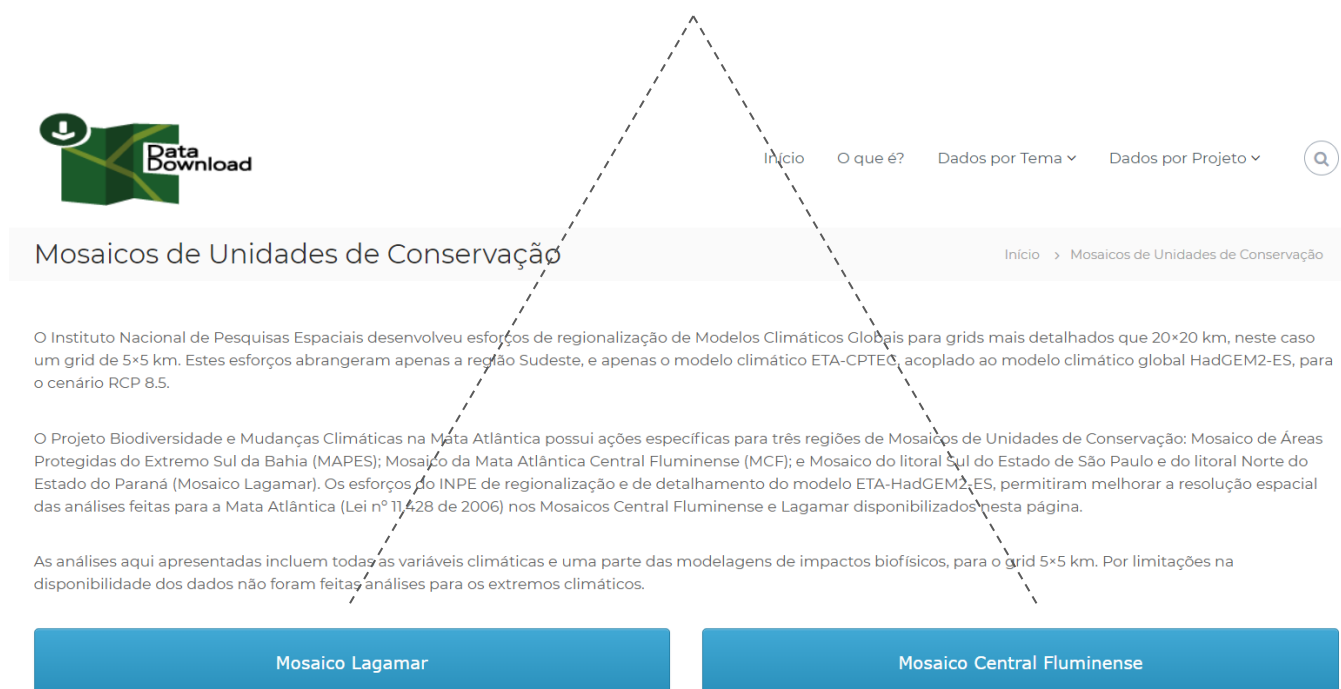 Data
Download
Início O que é? Dados por Tema Dados por Projeto
Mosaicos de Unidades de Conservação
Início > Mosaicos de Unidades de Conservação
O Instituto Nacional de Pesquisas Espaciais desenvolveu esforços de regionalização de Modelos Climáticos Globais para grids mais detalhados que 20×20 km, neste caso
um grid de 5×5 km. Estes esforços abrangeram apenas a região Sudeste, e apenas o modelo climático ETA-CPTEC, acoplado ao modelo climático global HadGEM2-ES, para
o cenário RCP 8.5.
O Projeto Biodiversidade e Mudanças Climáticas na Mata Atlântica possui ações específicas para três regiões de Mosaicos de Unidades de Conservação: Mosaico de Áreas
Protegidas do Extremo Sul da Bahia (MAPES); Mosaico da Mata Atlântica Central Fluminense (MCF); e Mosaico do litoral Sul do Estado de São Paulo e do litoral Norte do
Estado do Paraná (Mosaico Lagamar). Os esforços do INPE de regionalização e de detalhamento do modelo ETA-HadGEM2-ES, permitiram melhorar a resolução espacial
das análises feitas para a Mata Atlântica (Lei nº 11.428 de 2006) nos Mosaicos Central Fluminense e Lagamar disponibilizados nesta página.
As análises aqui apresentadas incluem todas as variáveis climáticas e uma parte das modelagens de impactos biofísicos, para o grid 5×5 km. Por limitações na
disponibilidade dos dados não foram feitas análises para os extremos climáticos.
Mosaico Lagamar
Mosaico Central Fluminense